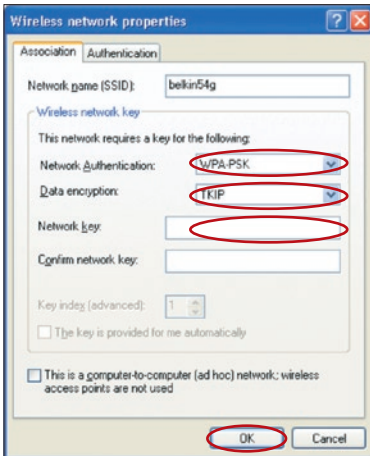 Wireless network properties
Association Authentication
Network name (SSID): belkin54g
Wireless network key
This network requires a key for the following:
Network Authentication: WPA-PSK
Data encryption: TKIP
Network key:
Confirm network key:
Key index (advanced): 1
The key is provided for me automatically
This is a computer-to-computer (ad hoc) network; wireless
access points are not used
OK Cancel